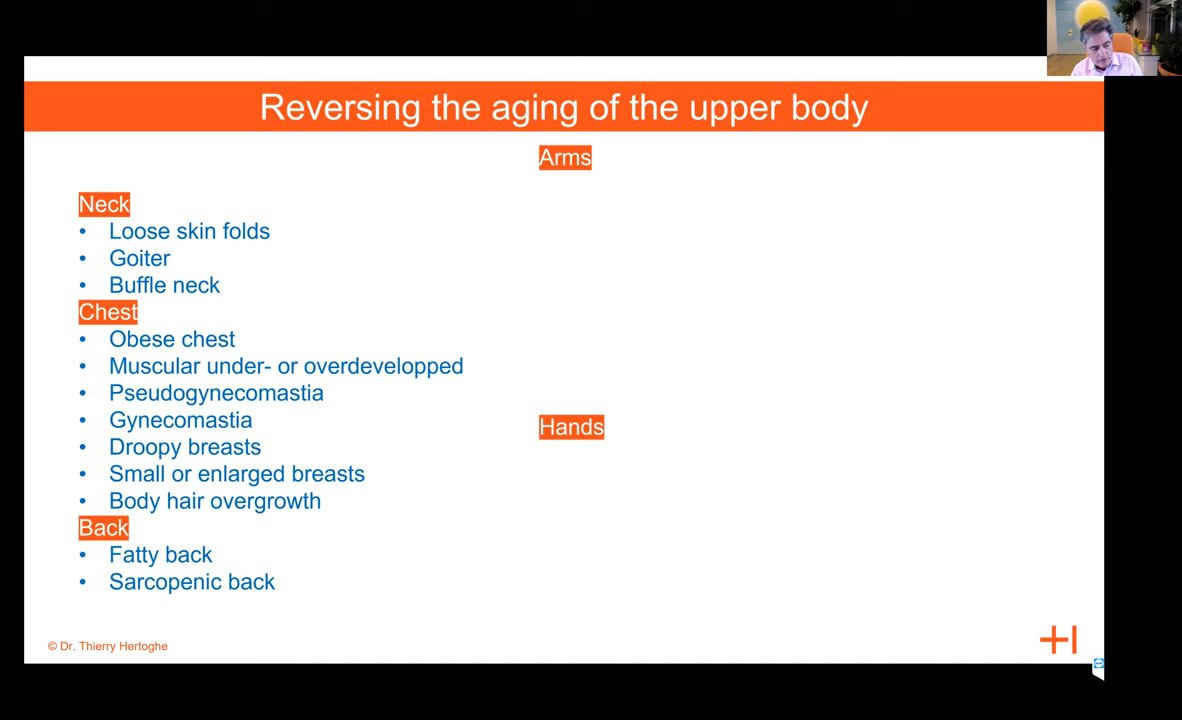 Reversing the aging of the upper body
Neck
• Loose skin folds
• Goiter
• Buffle neck
Chest
• Obese chest
• Muscular under- or overdevelopped
• Pseudogynecomastia
• Gynecomastia
• Droopy breasts
• Small or enlarged breasts
• Body hair overgrowth
Back
• Fatty back
• Sarcopenic back
Arms
Hands
© Dr. Thierry Hertoghe